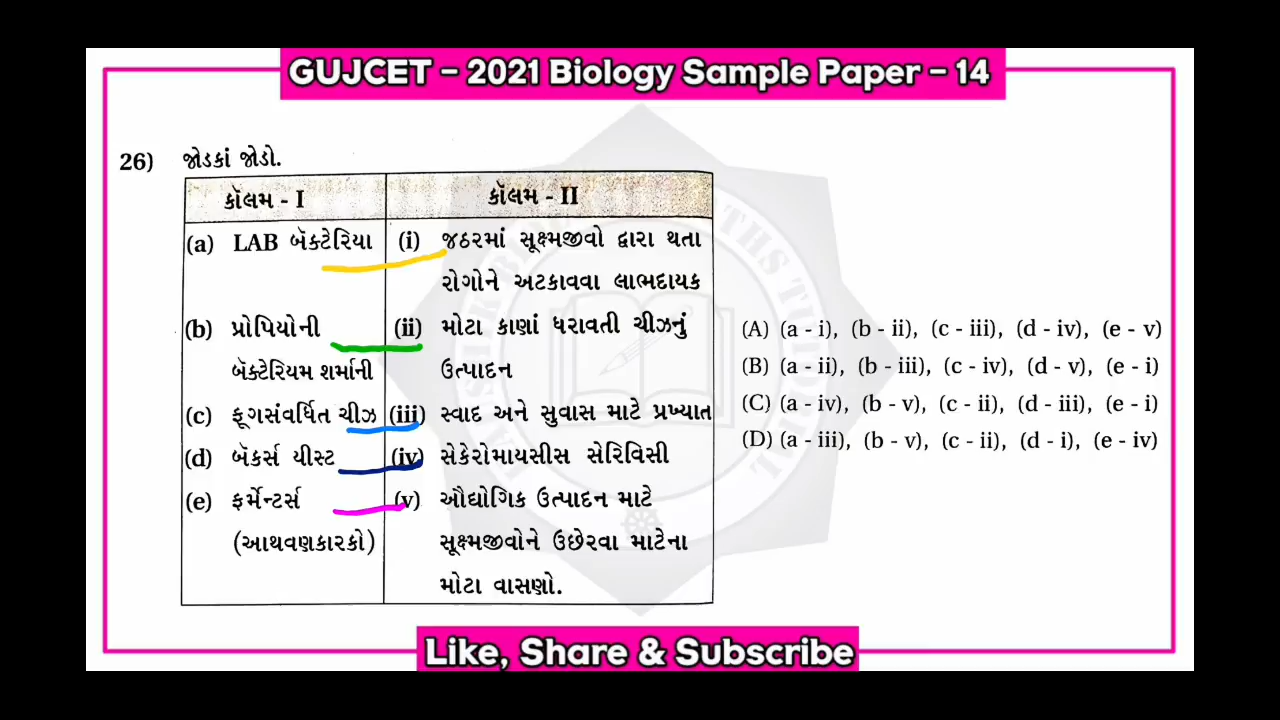 GUJCET – 2021 Biology Sample Paper – 14
26) જોડકાં જોડો.
કૉલમ - I કૉલમ - II
(a) LAB બૅક્ટેરિયા (i) જઠરમાં સૂક્ષ્મજીવો દ્વારા થતા
રોગોને અટકાવવા લાભદાયક
(b) પ્રોપિયોની (ii) મોટા કાણાં ધરાવતી ચીઝનું
બૅક્ટેરિયમ શર્માની ઉત્પાદન
(c) ફૂગસંવર્ધિત ચીઝ (iii) સ્વાદ અને સુવાસ માટે પ્રખ્યાત
(d) બૅકર્સ યીસ્ટ (iv) સેકેરોમાયસીસ સેરિવિસી
(e) ફર્મેન્ટર્સ (v) ઔદ્યોગિક ઉત્પાદન માટે
(આથવણકારકો) સૂક્ષ્મજીવોને ઉછેરવા માટેના
મોટા વાસણો.
(A) (a - i), (b - ii), (c - iii), (d - iv), (e - v)
(B) (a - ii), (b - iii), (c - iv), (d - v), (e - i)
(C) (a - iv), (b - v), (c - ii), (d - iii), (e - i)
(D) (a - iii), (b - v), (c - ii), (d - i), (e - iv)
Like, Share & Subscribe